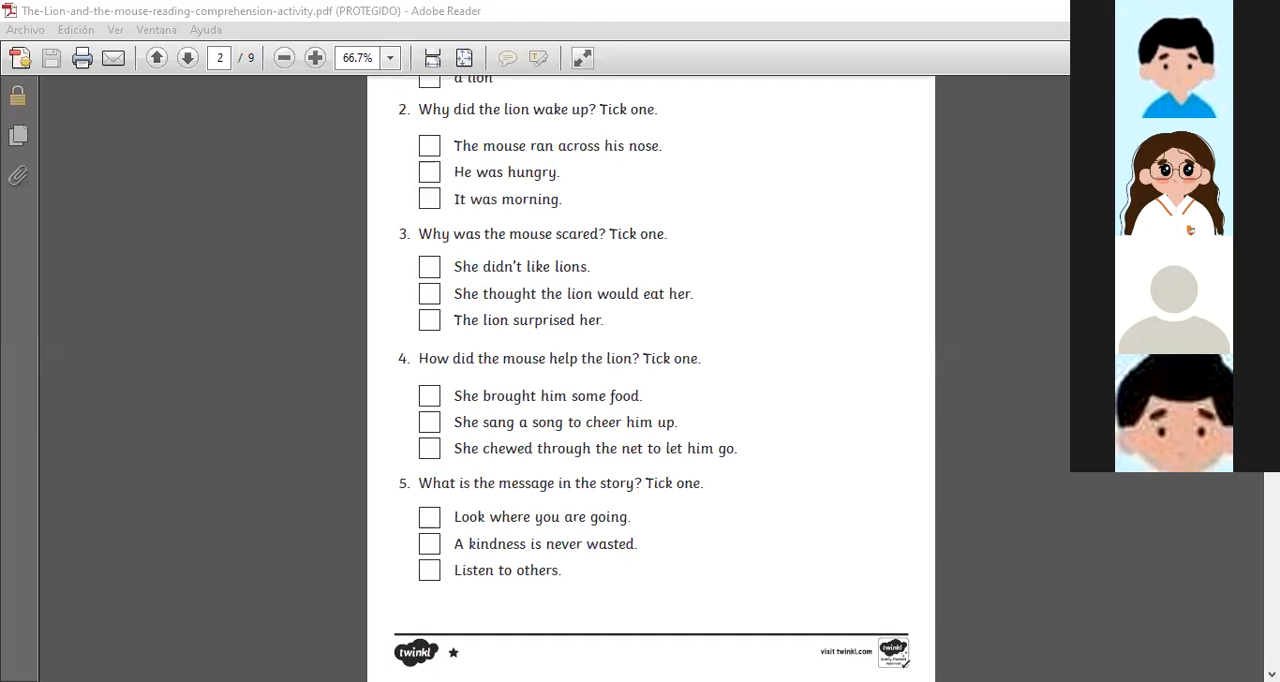 The-Lion-and-the-mouse-reading-comprehension-activity.pdf (PROTEGIDO) - Adobe Reader
Archivo Edición Ver Ventana Ayuda
2 / 9 66.7%
a lion
2. Why did the lion wake up? Tick one.
The mouse ran across his nose.
He was hungry.
It was morning.
3. Why was the mouse scared? Tick one.
She didn't like lions.
She thought the lion would eat her.
The lion surprised her.
4. How did the mouse help the lion? Tick one.
She brought him some food.
She sang a song to cheer him up.
She chewed through the net to let him go.
5. What is the message in the story? Tick one.
Look where you are going.
A kindness is never wasted.
Listen to others.
twinkl
visit twinkl.com
twinkl